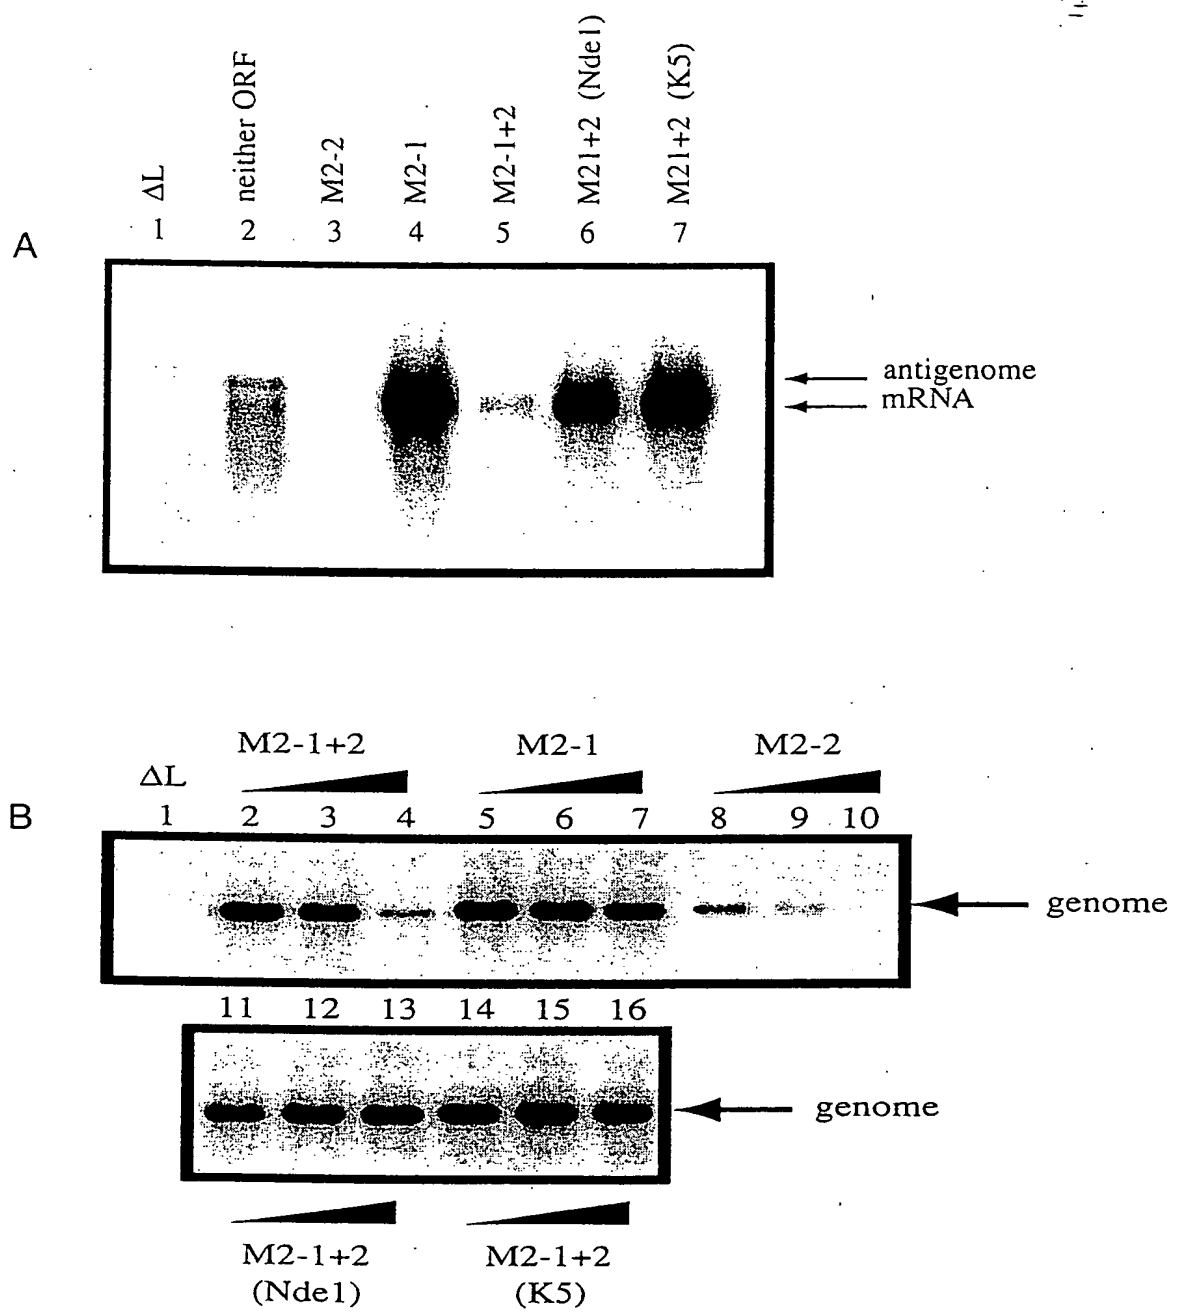 ΔL
neither ORF
M2-2
M2-1
M2-1+2
M21+2 (Nde1)
M21+2 (K5)
1 2 3 4 5 6 7
A
antigenome
mRNA
M2-1+2 M2-1 M2-2
ΔL
B 1 2 3 4 5 6 7 8 9 10
genome
11 12 13 14 15 16
genome
M2-1+2 M2-1+2
(Nde1) (K5)